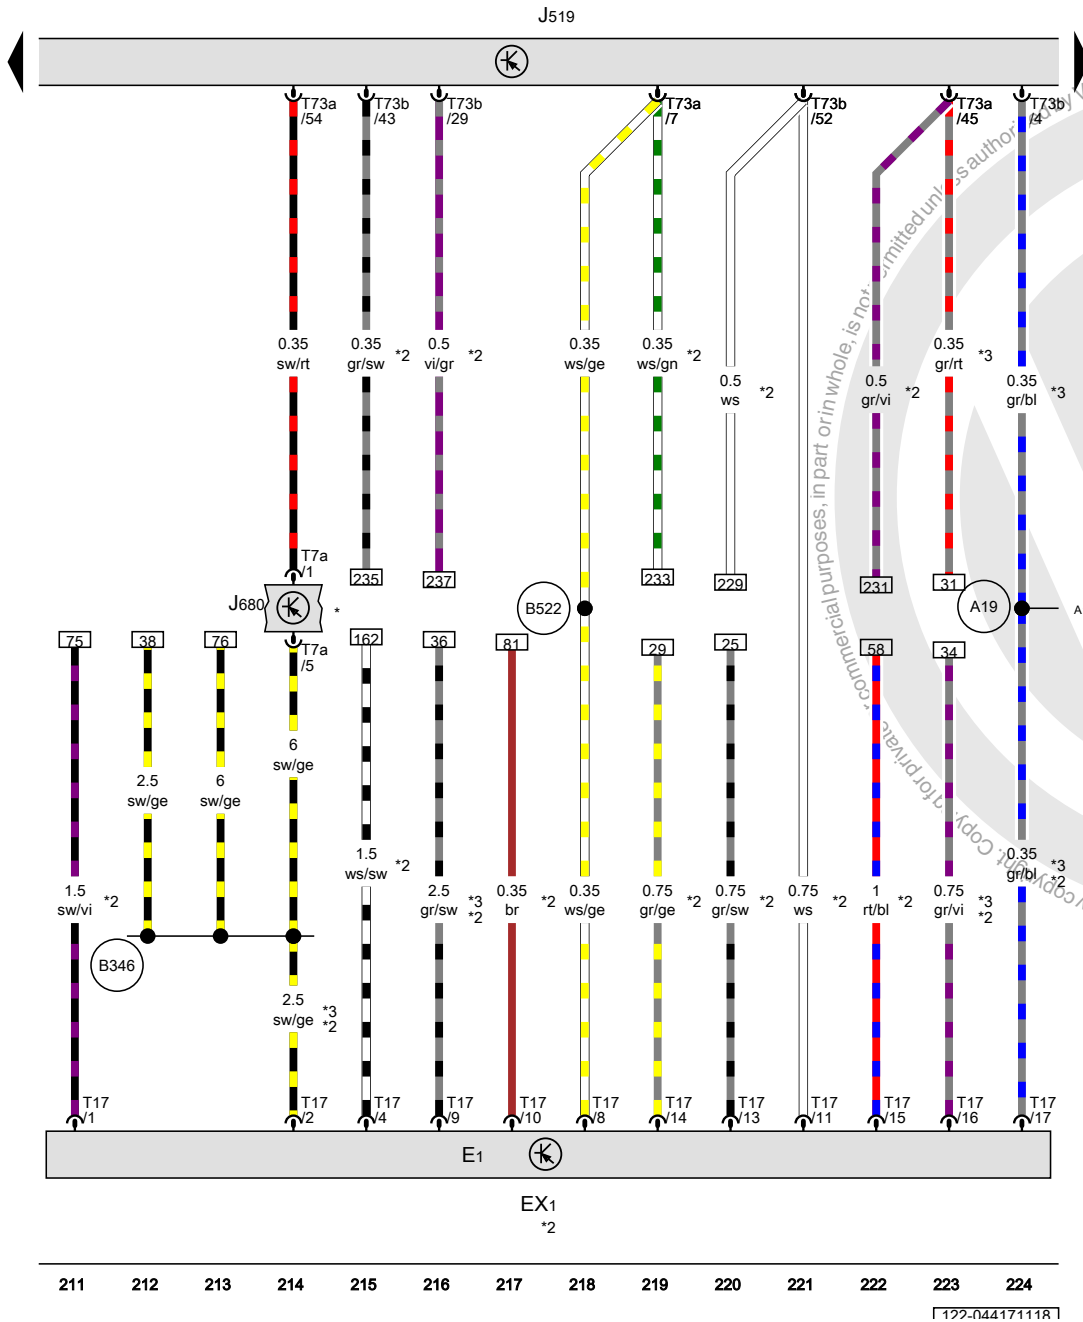 J519
T73a
/54
T73b
/43
T73b
/29
T73a
/7
T73b
/52
T73a
/45
T73b
/4
0.35
sw/rt
0.35
gr/sw *2
0.5
vi/gr *2
0.35
ws/ge
0.35
ws/gn *2
0.5
ws *2
0.5
gr/vi *2
0.35
gr/rt *3
0.35
gr/bl *3
T7a
/1
235
237
233
229
231
31
J680
*
B522
A19
A
T7a
/5
75
38
76
162
36
81
29
25
58
34
6
sw/ge
2.5
sw/ge
6
sw/ge
1.5
ws/sw *2
0.35
gr/bl *3
*2
1.5
sw/vi *2
2.5
gr/sw *3
*2
0.35
br *2
0.35
ws/ge
0.75
gr/ge *2
0.75
gr/sw *2
0.75
ws *2
1
rt/bl *2
0.75
gr/vi *3
*2
B346
2.5
sw/ge *3
*2
T17
/1
T17
/2
T17
/4
T17
/9
T17
/10
T17
/8
T17
/14
T17
/13
T17
/11
T17
/15
T17
/16
T17
/17
E1
EX1
*2
211 212 213 214 215 216 217 218 219 220 221 222 223 224
122-044171118
commercial purposes, in part or in whole, is not